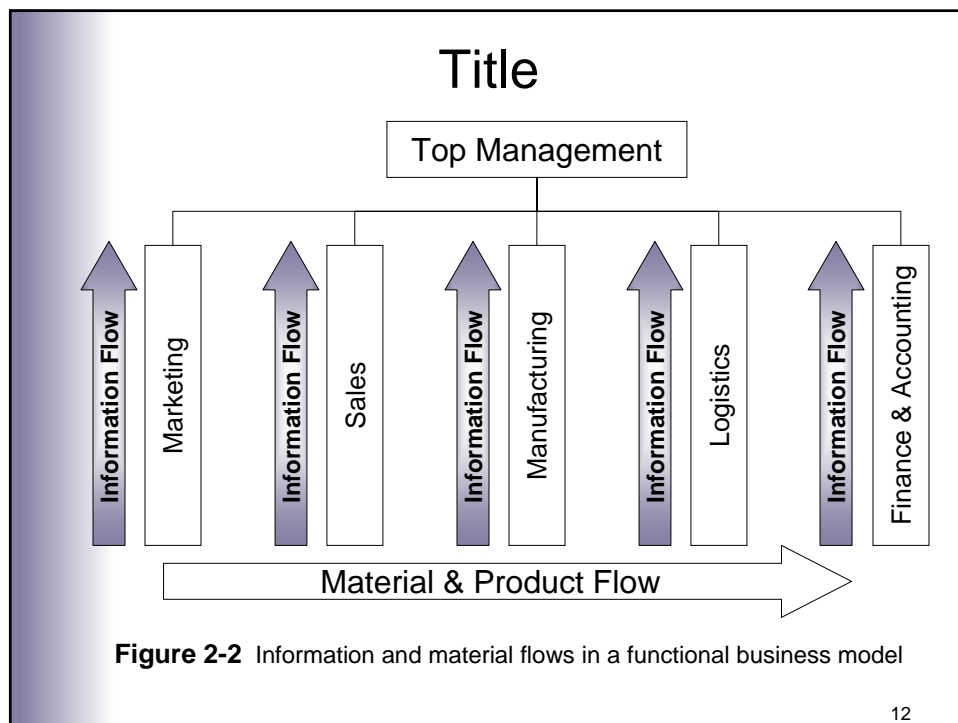 Title
Top Management
Information Flow
Marketing
Information Flow
Sales
Information Flow
Manufacturing
Information Flow
Logistics
Information Flow
Finance & Accounting
Material & Product Flow
Figure 2-2 Information and material flows in a functional business model
12